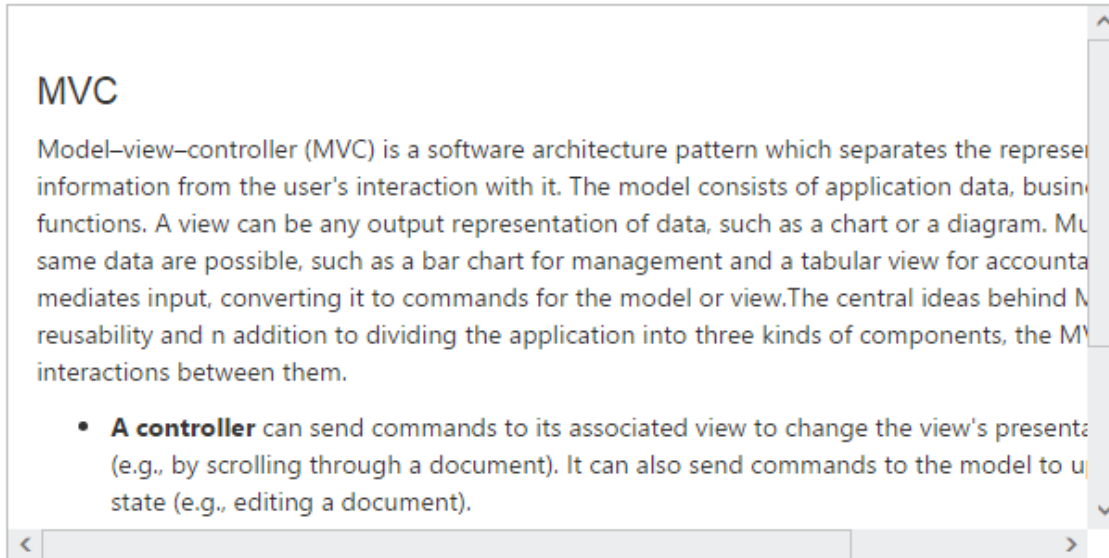 MVC
Model–view–controller (MVC) is a software architecture pattern which separates the
information from the user's interaction with it. The model consists of application data,
functions. A view can be any output representation of data, such as a chart or a diagram.
same data are possible, such as a bar chart for management and a tabular view for
mediates input, converting it to commands for the model or view.The central ideas behind
reusability and n addition to dividing the application into three kinds of components, the
interactions between them.
• A controller can send commands to its associated view to change the view's
(e.g., by scrolling through a document). It can also send commands to the model to
state (e.g., editing a document).